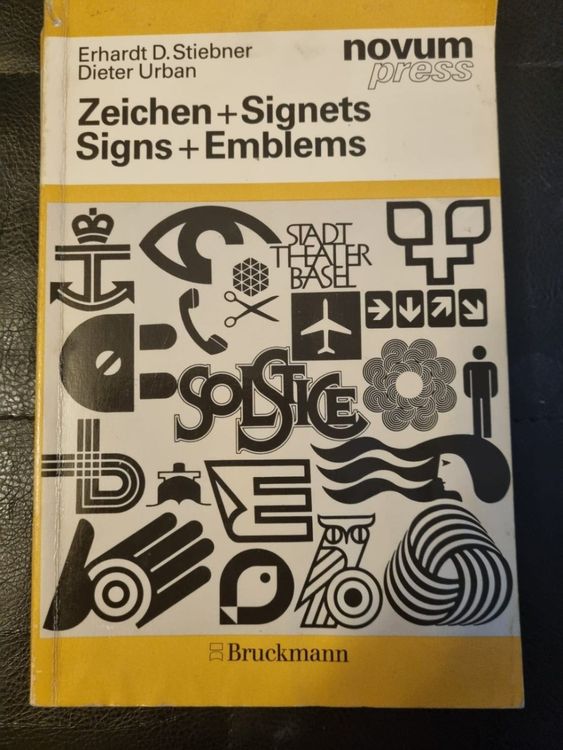 Erhardt D. Stiebner
Dieter Urban
novum
press
Zeichen + Signets
Signs + Emblems
STADT
THEATER
BASEL
SOLSTICE
Bruckmann